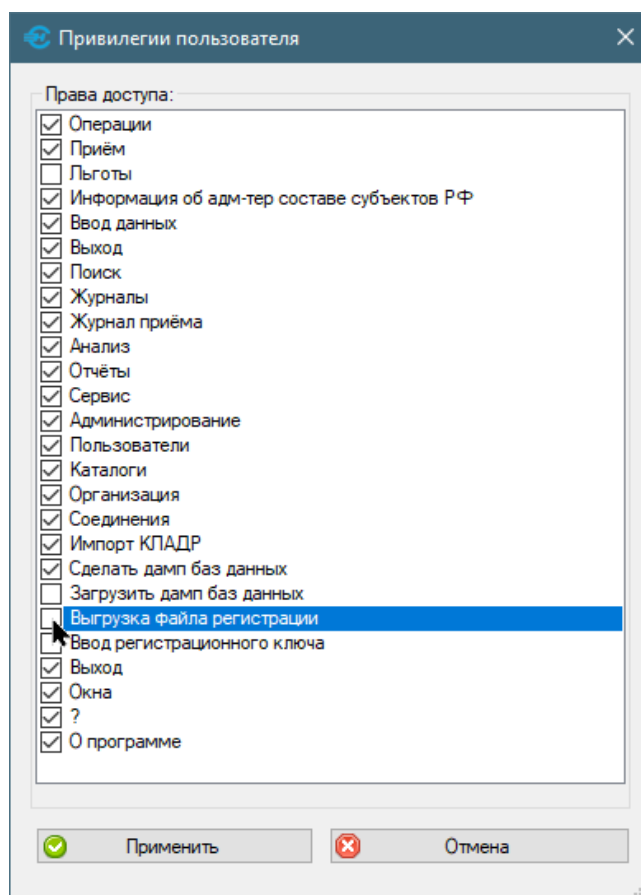 Привилегии пользователя
Права доступа:
Операции
Приём
Льготы
Информация об адм-тер составе субъектов РФ
Ввод данных
Выход
Поиск
Журналы
Журнал приёма
Анализ
Отчёты
Сервис
Администрирование
Пользователи
Каталоги
Организация
Соединения
Импорт КЛАДР
Сделать дамп баз данных
Загрузить дамп баз данных
Выгрузка файла регистрации
Ввод регистрационного ключа
Выход
Окна
?
О программе
Применить
Отмена